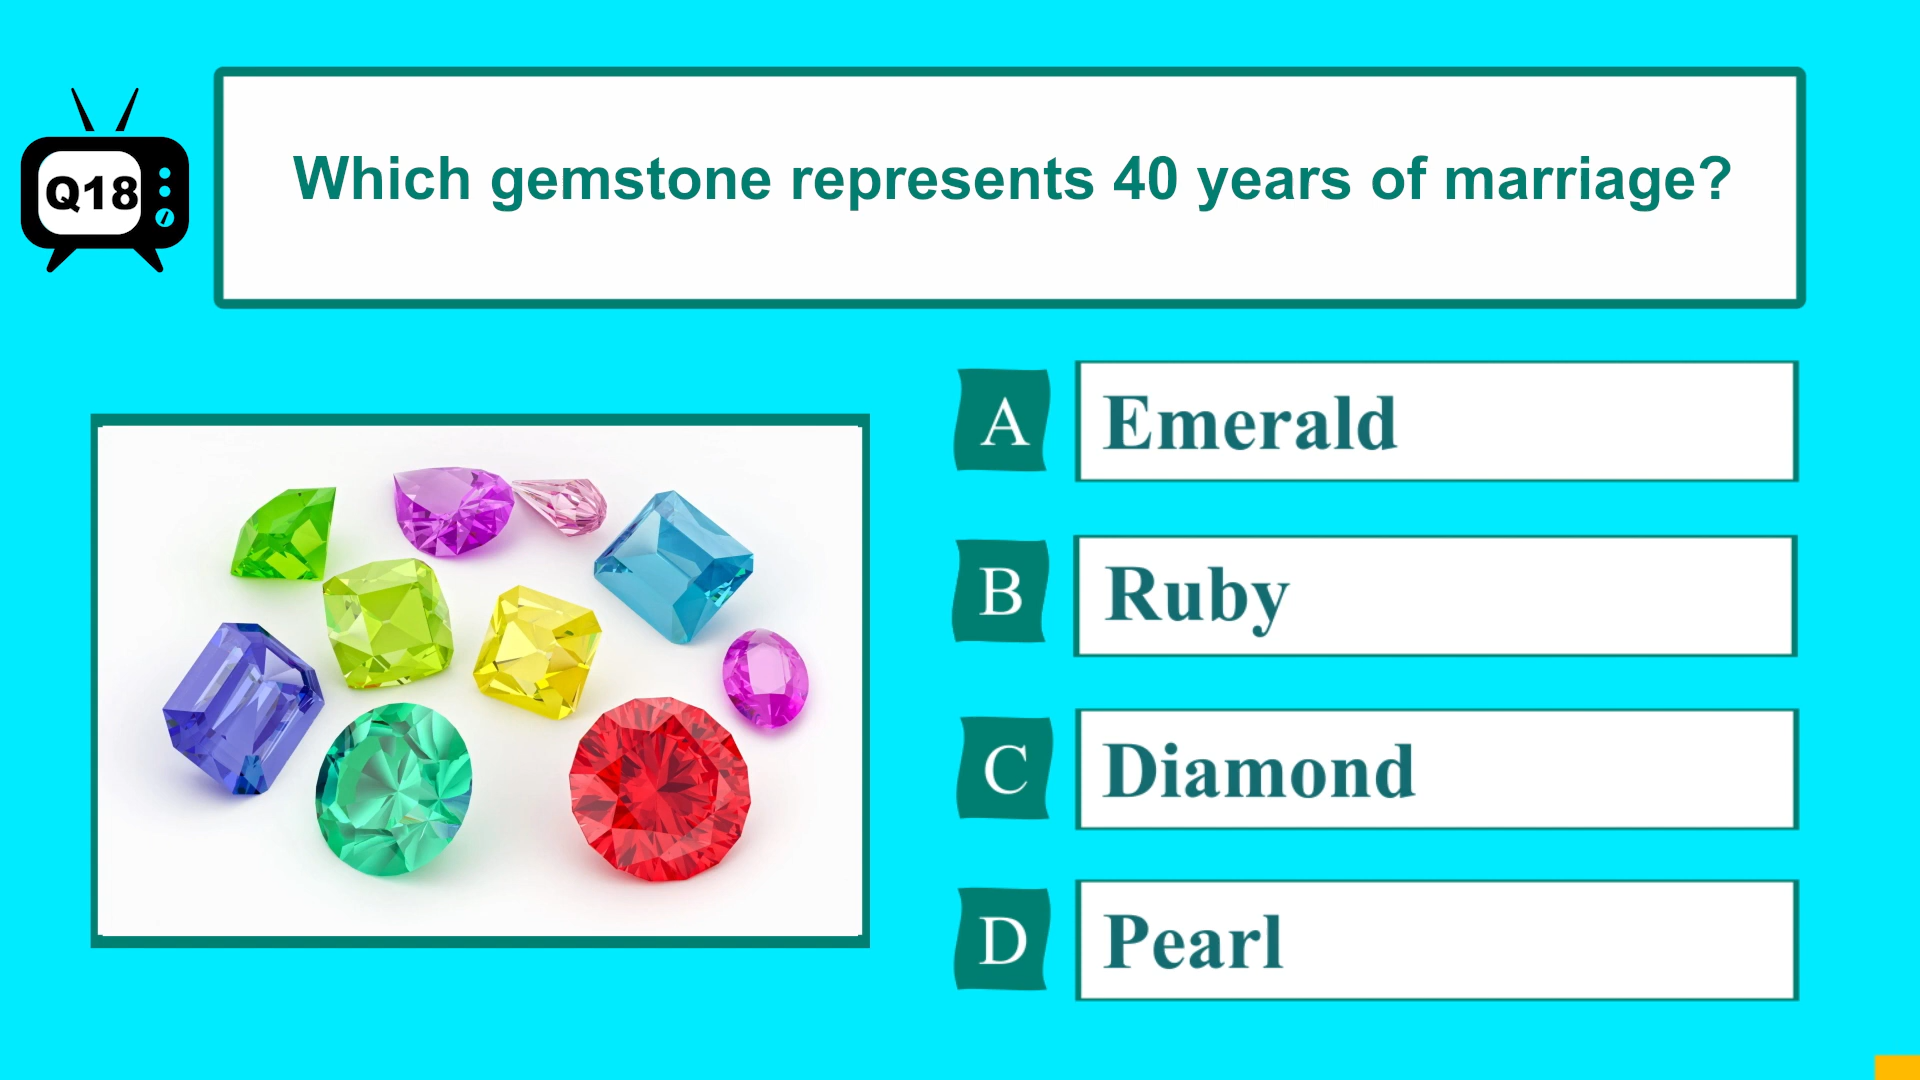 Q18
Which gemstone represents 40 years of marriage?
A Emerald
B Ruby
C Diamond
D Pearl